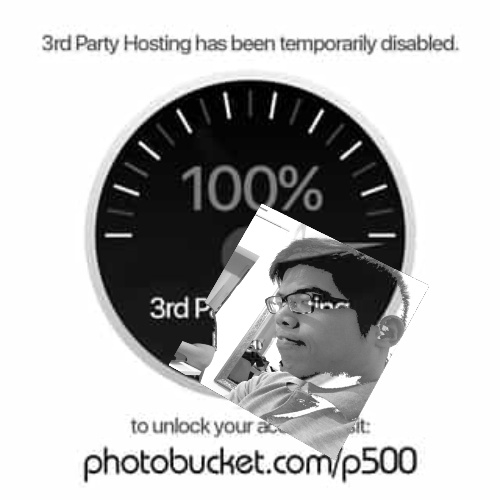 3rd Party Hosting has been temporarily disabled.
100%
3rd
to unlock your
photobucket.com/p500